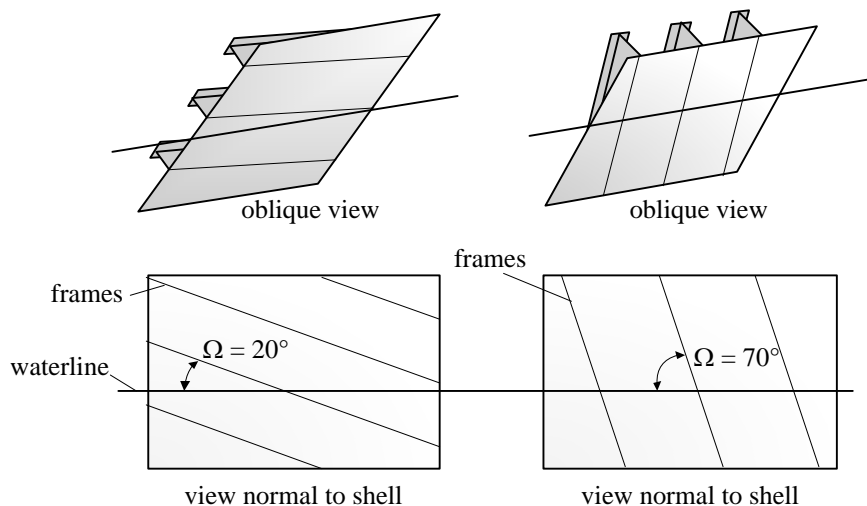 oblique view
oblique view
frames
frames
Ω = 20°
Ω = 70°
waterline
view normal to shell
view normal to shell